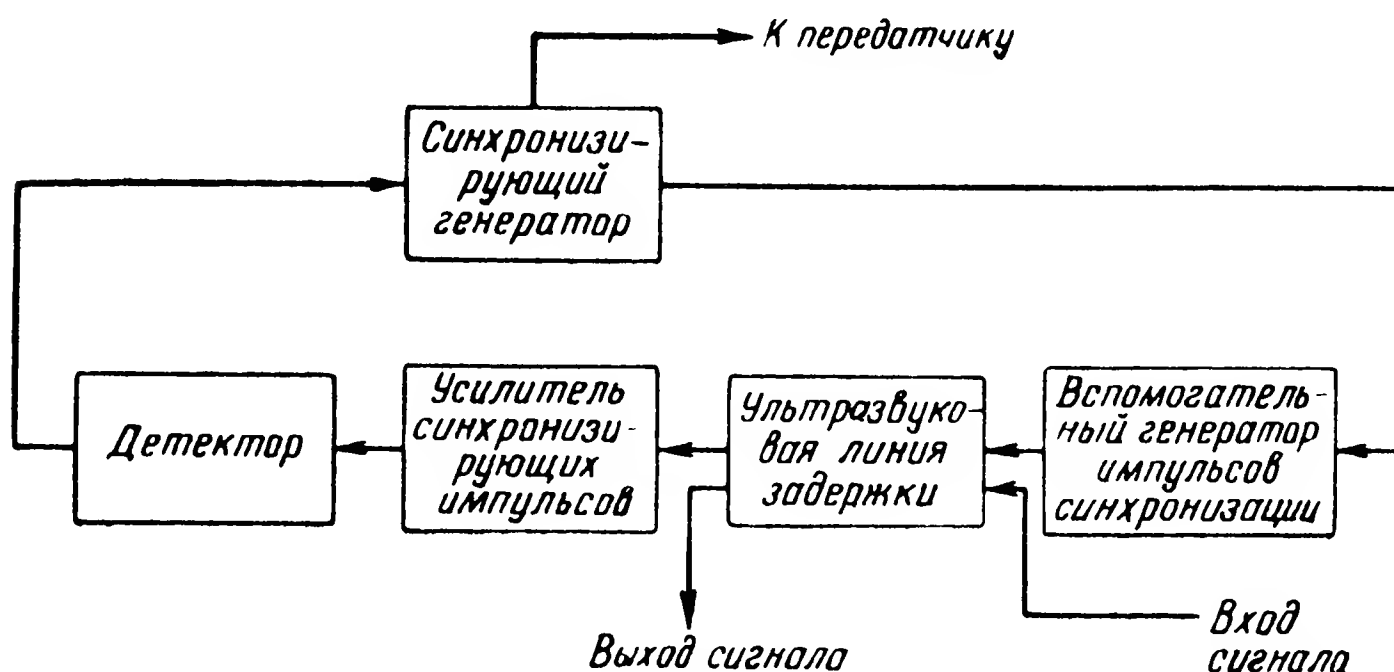 К передатчику
Синхронизи-
рующий
генератор
Детектор
Усилитель
синхронизи-
рующих
импульсов
Ультразвуко-
вая линия
задержки
Вспомогатель-
ный генератор
импульсов
синхронизации
Выход сигнала
Вход
сигнала